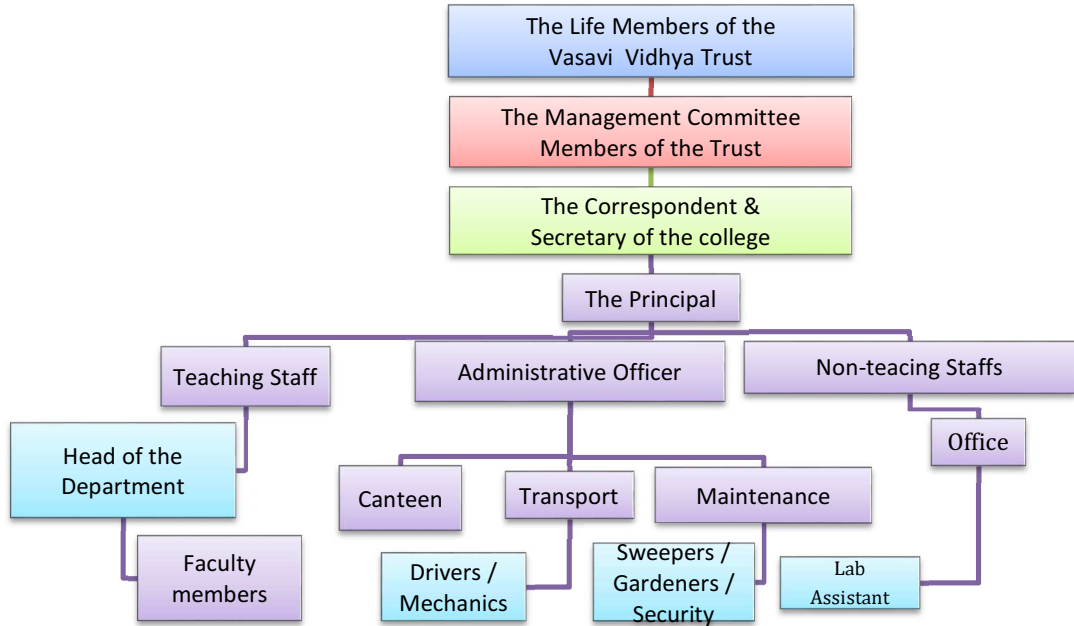 The Life Members of the
Vasavi Vidhya Trust
The Management Committee
Members of the Trust
The Correspondent &
Secretary of the college
The Principal
Teaching Staff
Administrative Officer
Non-teacing Staffs
Head of the
Department
Office
Canteen
Transport
Maintenance
Faculty
members
Drivers /
Mechanics
Sweepers /
Gardeners /
Security
Lab
Assistant